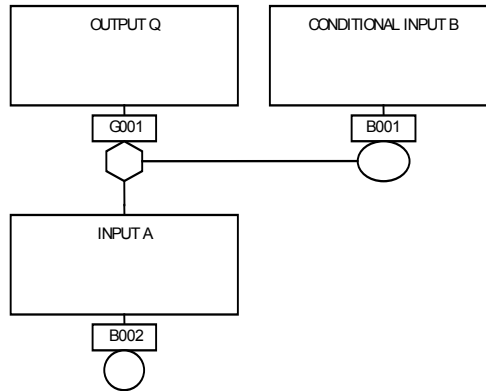 OUTPUT Q
CONDITIONAL INPUT B
G001
B001
INPUT A
B002